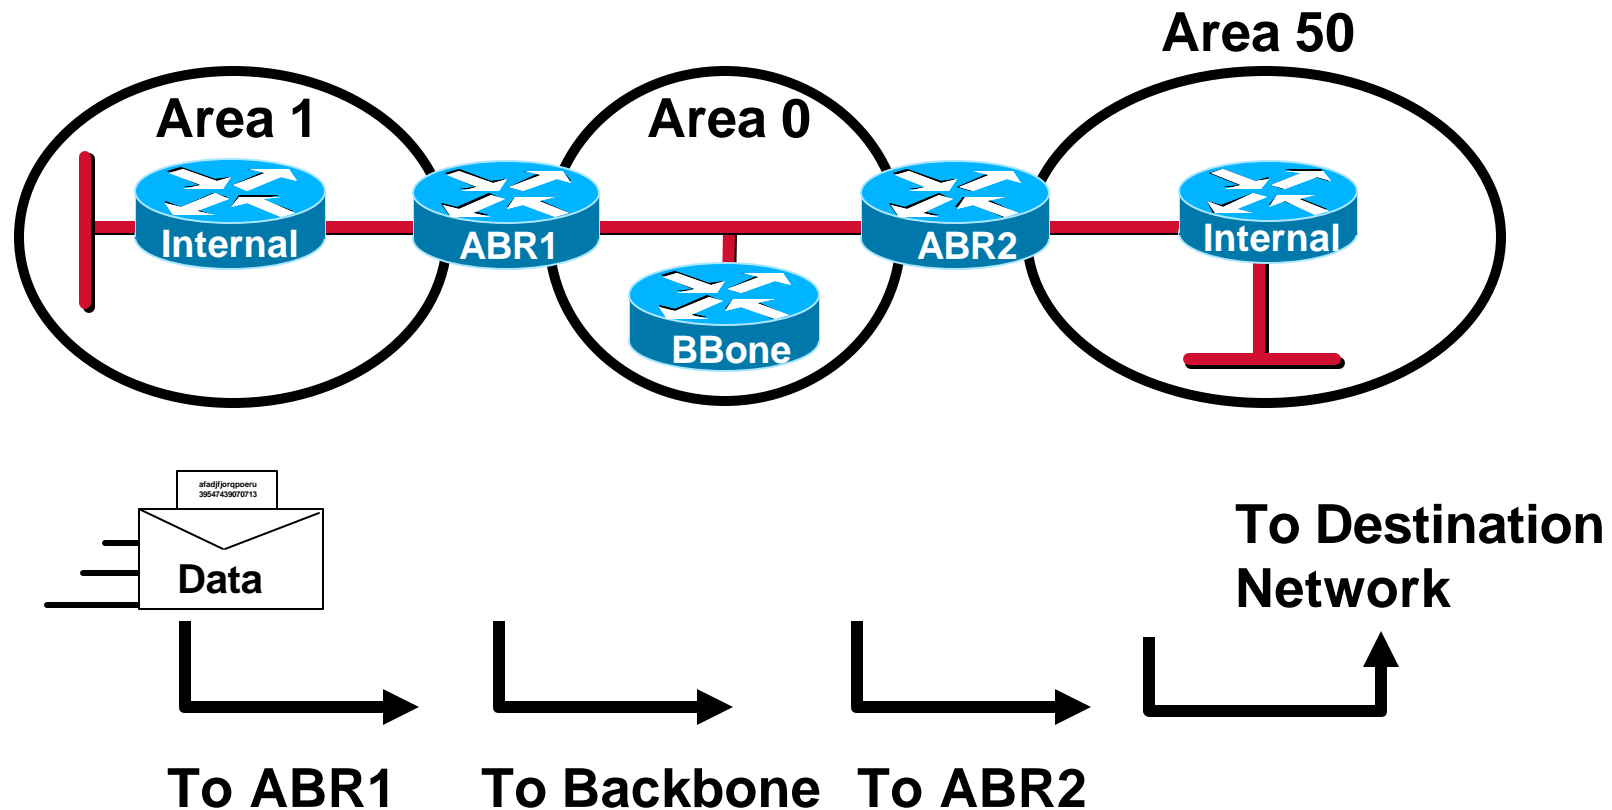 Area 50
Area 1
Area 0
Internal
ABR1
ABR2
Internal
BBone
afadjfjorqpoeru
39547439070713
Data
To Destination
Network
To ABR1
To Backbone
To ABR2